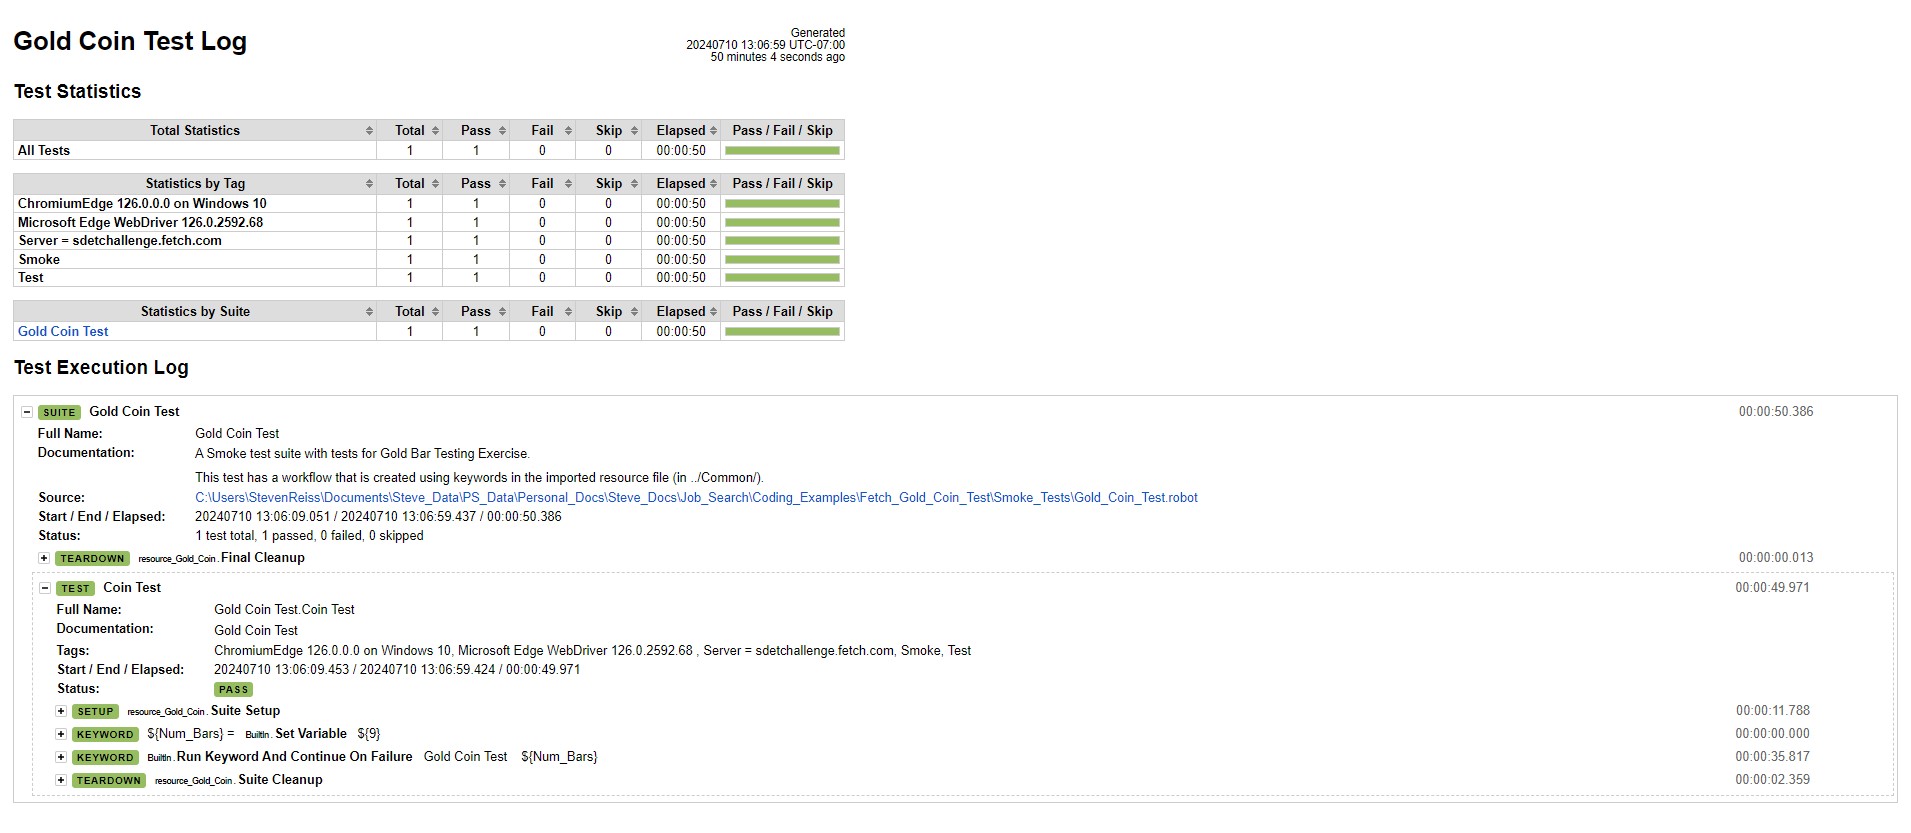 Gold Coin Test Log
Generated
20240710 13:06:59 UTC-07:00
50 minutes 4 seconds ago
Test Statistics
Total Statistics Total Pass Fail Skip Elapsed Pass / Fail / Skip
All Tests 1 1 0 0 00:00:50
Statistics by Tag Total Pass Fail Skip Elapsed Pass / Fail / Skip
ChromiumEdge 126.0.0.0 on Windows 10 1 1 0 0 00:00:50
Microsoft Edge WebDriver 126.0.2592.68 1 1 0 0 00:00:50
Server = sdetchallenge.fetch.com 1 1 0 0 00:00:50
Smoke 1 1 0 0 00:00:50
Test 1 1 0 0 00:00:50
Statistics by Suite Total Pass Fail Skip Elapsed Pass / Fail / Skip
Gold Coin Test 1 1 0 0 00:00:50
Test Execution Log
SUITE Gold Coin Test 00:00:50.386
Full Name: Gold Coin Test
Documentation: A Smoke test suite with tests for Gold Bar Testing Exercise.
This test has a workflow that is created using keywords in the imported resource file (in ../Common/).
Source: C:\Users\StevenReiss\Documents\Steve_Data\PS_Data\Personal_Docs\Steve_Docs\Job_Search\Coding_Examples\Fetch_Gold_Coin_Test\Smoke_Tests\Gold_Coin_Test.robot
Start / End / Elapsed: 20240710 13:06:09.051 / 20240710 13:06:59.437 / 00:00:50.386
Status: 1 test total, 1 passed, 0 failed, 0 skipped
TEARDOWN resource_Gold_Coin. Final Cleanup 00:00:00.013
TEST Coin Test 00:00:49.971
Full Name: Gold Coin Test.Coin Test
Documentation: Gold Coin Test
Tags: ChromiumEdge 126.0.0.0 on Windows 10, Microsoft Edge WebDriver 126.0.2592.68 , Server = sdetchallenge.fetch.com, Smoke, Test
Start / End / Elapsed: 20240710 13:06:09.453 / 20240710 13:06:59.424 / 00:00:49.971
Status: PASS
SETUP resource_Gold_Coin. Suite Setup 00:00:11.788
KEYWORD ${Num_Bars} = BuiltIn. Set Variable ${9} 00:00:00.000
KEYWORD BuiltIn. Run Keyword And Continue On Failure Gold Coin Test ${Num_Bars} 00:00:35.817
TEARDOWN resource_Gold_Coin. Suite Cleanup 00:00:02.359